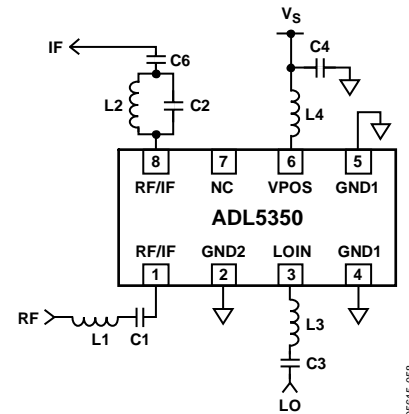 VS
IF
C6
C4
L2
C2
L4
8
7
6
5
RF/IF
NC
VPOS
GND1
ADL5350
RF/IF
GND2
LOIN
GND1
1
2
3
4
RF
L1
C1
L3
C3
LO